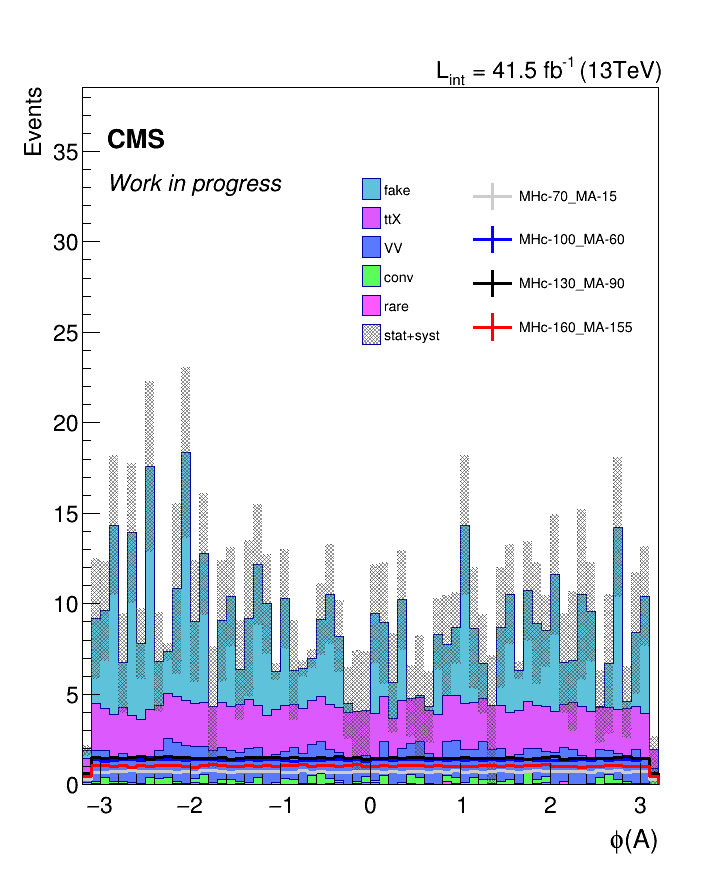 L_int = 41.5 fb^-1 (13TeV)
Events
CMS
Work in progress
fake
ttX
VV
conv
rare
stat+syst
MHc-70_MA-15
MHc-100_MA-60
MHc-130_MA-90
MHc-160_MA-155
35
30
25
20
15
10
5
0
−3 −2 −1 0 1 2 3
ϕ(A)